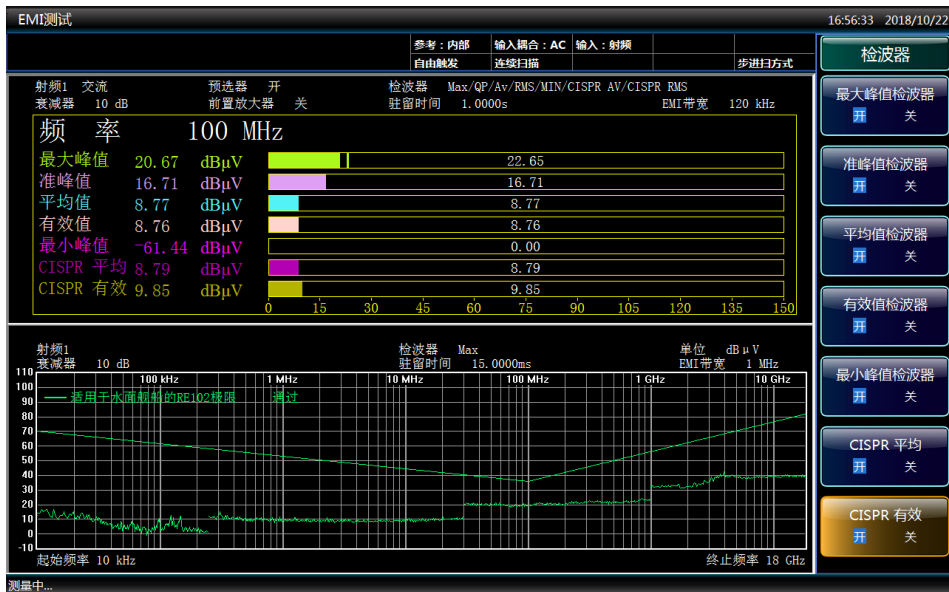 EMI测试
16:56:33 2018/10/22
参考：内部 输入耦合：AC 输入：射频
自由触发 连续扫描 步进扫方式
射频1 交流 预选器 开 检波器 Max/QP/Av/RMS/MIN/CISPR AV/CISPR RMS
衰减器 10 dB 前置放大器 关 驻留时间 1.0000s EMI带宽 120 kHz
频 率 100 MHz
最大峰值 20.67 dBµV 22.65
准峰值 16.71 dBµV 16.71
平均值 8.77 dBµV 8.77
有效值 8.76 dBµV 8.76
最小峰值 -61.44 dBµV 0.00
CISPR 平均 8.79 dBµV 8.79
CISPR 有效 9.85 dBµV 9.85
0 15 30 45 60 75 90 105 120 135 150
射频1 检波器 Max 单位 dBµV
衰减器 10 dB 驻留时间 15.0000ms EMI带宽 1 MHz
110
100 kHz 1 MHz 10 MHz 100 MHz 1 GHz 10 GHz
100
适用于水面舰船的RE102极限 通过
90
80
70
60
50
40
30
20
10
0
-10
起始频率 10 kHz 终止频率 18 GHz
测量中...
检波器
最大峰值检波器
开 关
准峰值检波器
开 关
平均值检波器
开 关
有效值检波器
开 关
最小峰值检波器
开 关
CISPR 平均
开 关
CISPR 有效
开 关